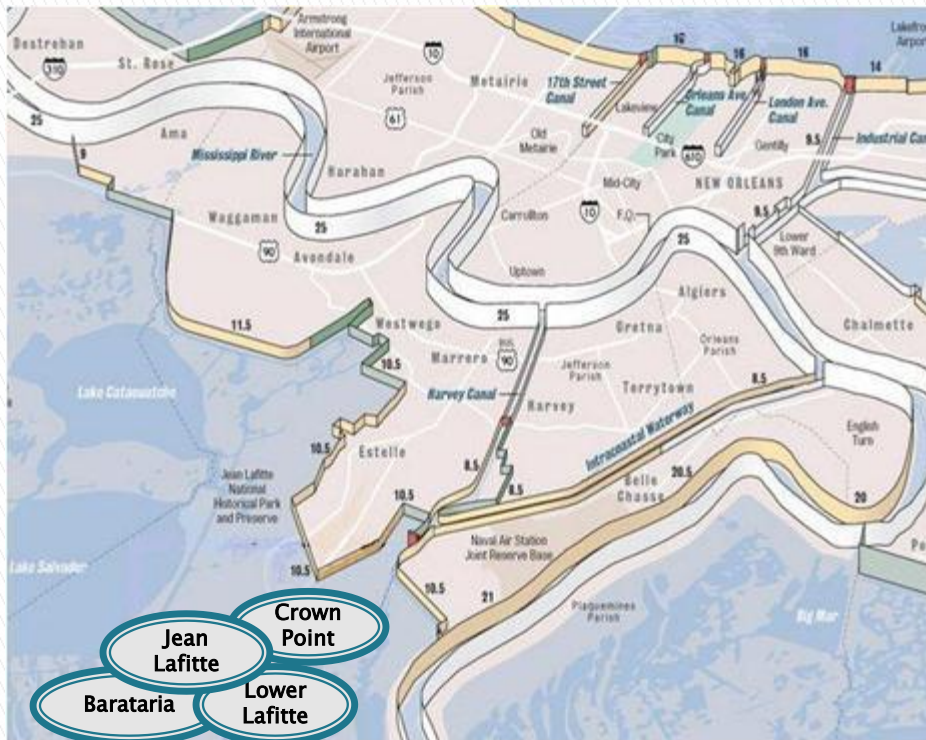 Destrehan
310
St. Rose
Armstrong
International
Airport
10
Jefferson
Parish
Metairie
61
17th Street
Canal
16
16
16
14
Lakeview
Orleans Ave.
Canal
London Ave.
Canal
9.5
Industrial
City
Park
610
Gentilly
Old
Metairie
Mid-City
NEW ORLEANS
25
Ama
9
Mississippi River
Harahan
Waggaman
25
90
Avondale
Carrollton
10
F.Q.
25
9.5
Lower
9th Ward
Uptown
Algiers
Chalmette
11.5
Westwego
25
Gretna
Orleans
Parish
Marrero
BUS
90
Jefferson
Parish
Terrytown
8.5
10.5
Lake Cataouatche
Harvey Canal
Harvey
Intracoastal Waterway
English
Turn
10.5
Estelle
8.5
8.5
Belle
Chasse
20.5
20
Jean Lafitte
National
Historical Park
and Preserve
10.5
Naval Air Station
Joint Reserve Base
Lake Salvador
10.5
10.5
21
Plaquemines
Parish
Big Mar
Crown
Point
Jean
Lafitte
Barataria
Lower
Lafitte